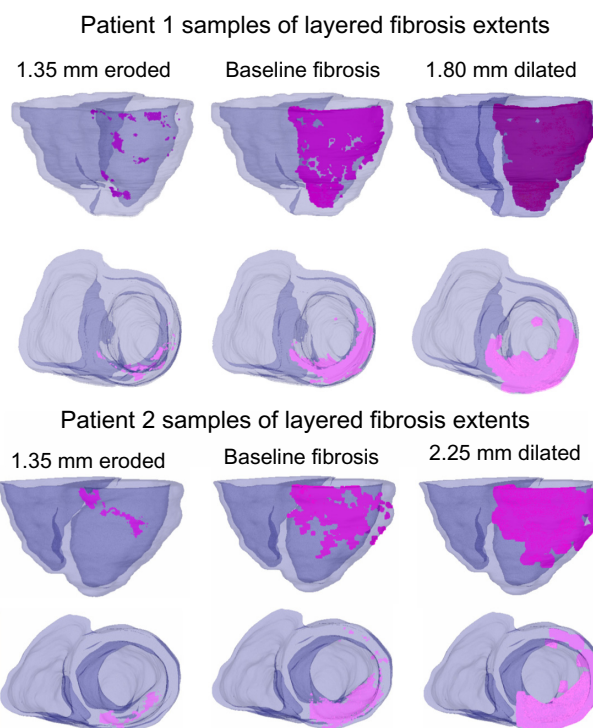 Patient 1 samples of layered fibrosis extents
1.35 mm eroded Baseline fibrosis 1.80 mm dilated
Patient 2 samples of layered fibrosis extents
1.35 mm eroded Baseline fibrosis 2.25 mm dilated